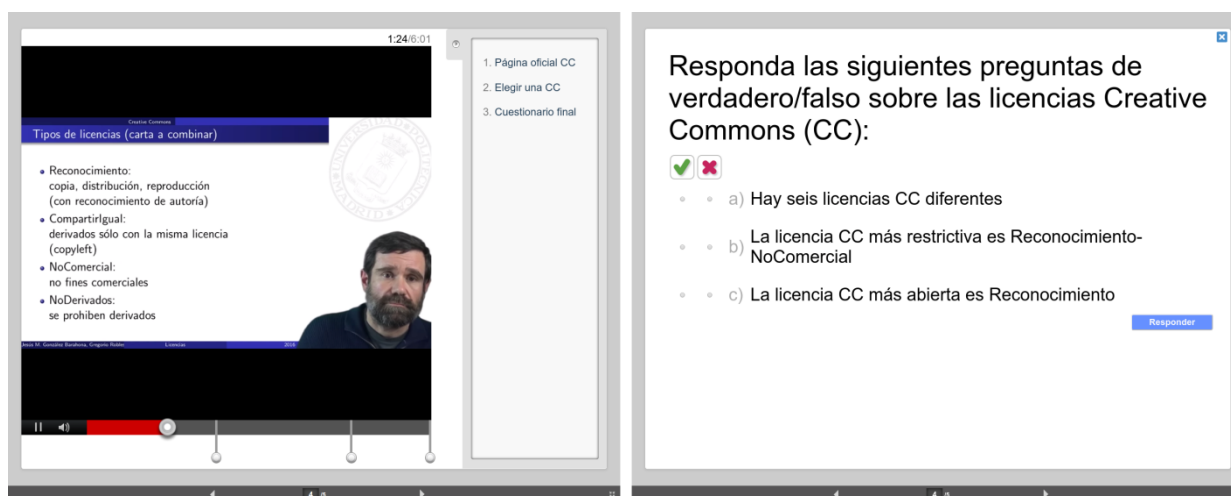 1:24/6:01
Creative Commons
Tipos de licencias (carta a combinar)
Reconocimiento:
copia, distribución, reproducción
(con reconocimiento de autoría)
CompartirIgual:
derivados sólo con la misma licencia
(copyleft)
NoComercial:
no fines comerciales
NoDerivados:
se prohiben derivados
Licencias
1. Página oficial CC
2. Elegir una CC
3. Cuestionario final
4
Responda las siguientes preguntas de
verdadero/falso sobre las licencias Creative
Commons (CC):
a) Hay seis licencias CC diferentes
b) La licencia CC más restrictiva es Reconocimiento-
NoComercial
c) La licencia CC más abierta es Reconocimiento
Responder
4